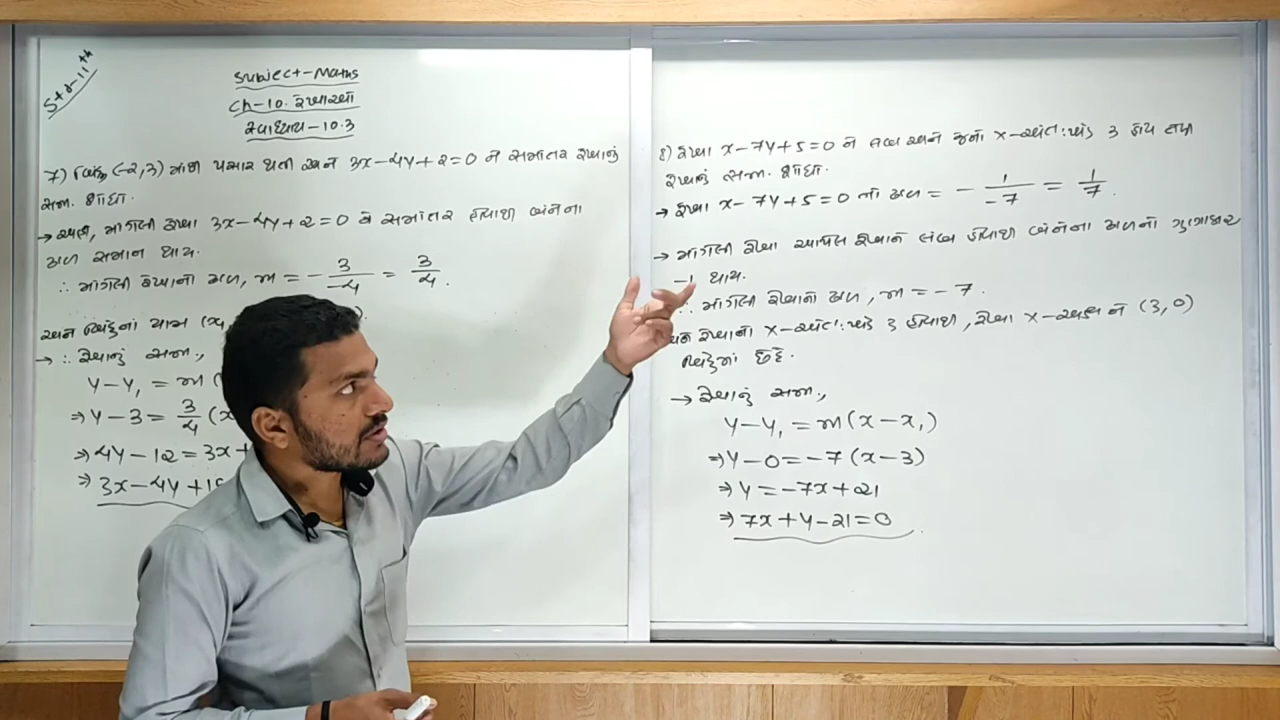 Std-11th
Subject-Maths
Ch-10. રેખાઓ
સ્વાધ્યાય-10.3
7) બિંદુ (-2,3) માંથી પસાર થતી અને 3x-4y+2=0 ને સમાંતર રેખાનું
સમી. શોધો.
→ અહીં, માંગેલી રેખા 3x-4y+2=0 ને સમાંતર હોવાથી બંનેના
ઢાળ સમાન થાય.
∴ માંગેલી રેખાનો ઢાળ, m = - 3/-4 = 3/4.
અને બિંદુના યામ (x,
→ ∴ રેખાનું સમી.,
y-y₁ = m (
⇒ y-3 = 3/4 (x
⇒ 4y-12 = 3x+
⇒ 3x-4y+18
8) રેખા x-7y+5=0 ને લંબ અને જેનો x-અંત:ખંડ 3 હોય તેવી
રેખાનું સમી. શોધો.
→ રેખા x-7y+5=0 નો ઢાળ = - 1/-7 = 1/7.
→ માંગેલી રેખા આપેલ રેખાને લંબ હોવાથી બંનેના ઢાળનો ગુણાકાર
-1 થાય.
∴ માંગેલી રેખાનો ઢાળ, m = -7.
રેખાનો x-અંત:ખંડ 3 હોવાથી, રેખા x-અક્ષને (3,0)
બિંદુમાં છેદે.
→ રેખાનું સમી.,
y-y₁ = m(x-x₁)
⇒ y-0 = -7(x-3)
⇒ y = -7x+21
⇒ 7x+y-21=0